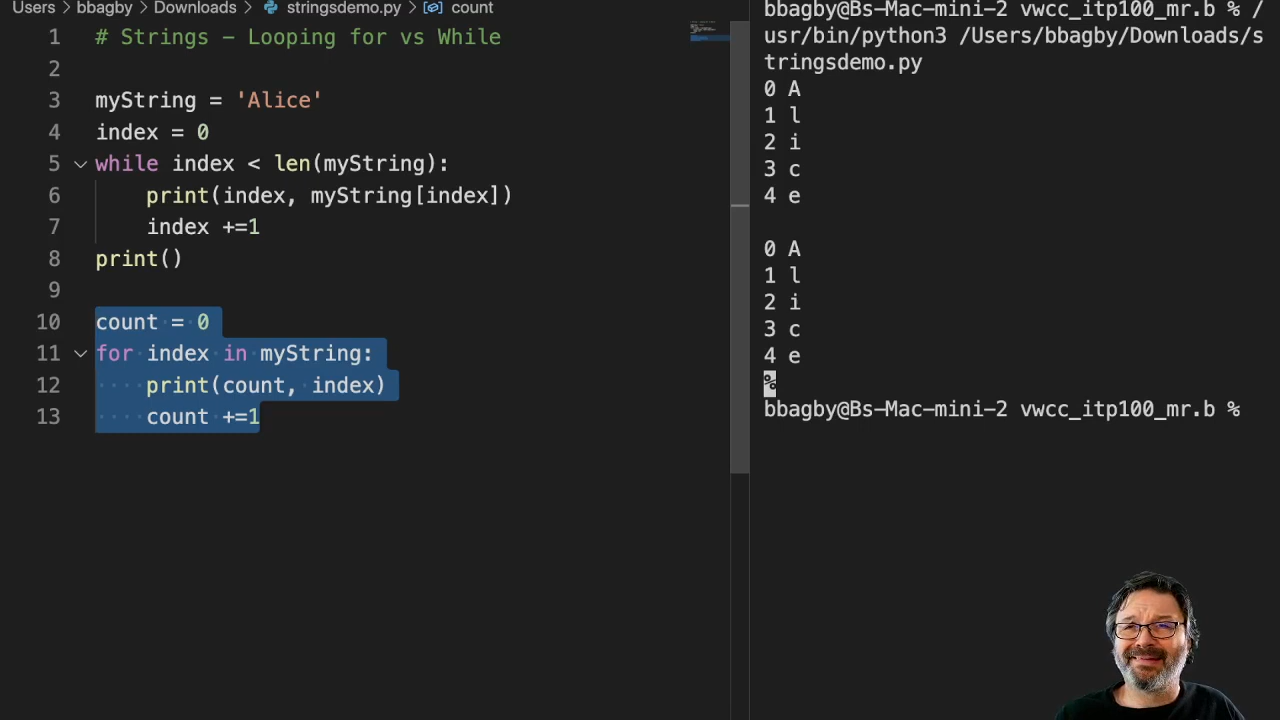 Users > bbagby > Downloads > stringsdemo.py > count
1 # Strings – Looping for vs While
2
3 myString = 'Alice'
4 index = 0
5 while index < len(myString):
6     print(index, myString[index])
7     index +=1
8 print()
9
10 count = 0
11 for index in myString:
12     print(count, index)
13     count +=1
bbagby@Bs-Mac-mini-2 vwcc_itp100_mr.b % /
usr/bin/python3 /Users/bbagby/Downloads/s
tringsdemo.py
0 A
1 l
2 i
3 c
4 e
0 A
1 l
2 i
3 c
4 e
%
bbagby@Bs-Mac-mini-2 vwcc_itp100_mr.b %